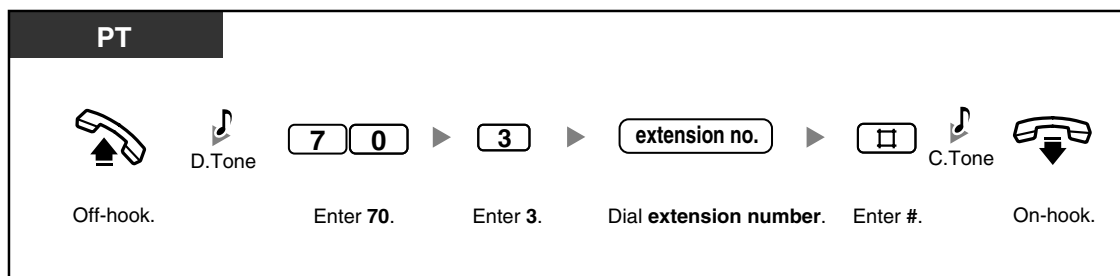 PT
7 0 3 extension no. #
D.Tone C.Tone
Off-hook. Enter 70. Enter 3. Dial extension number. Enter #. On-hook.